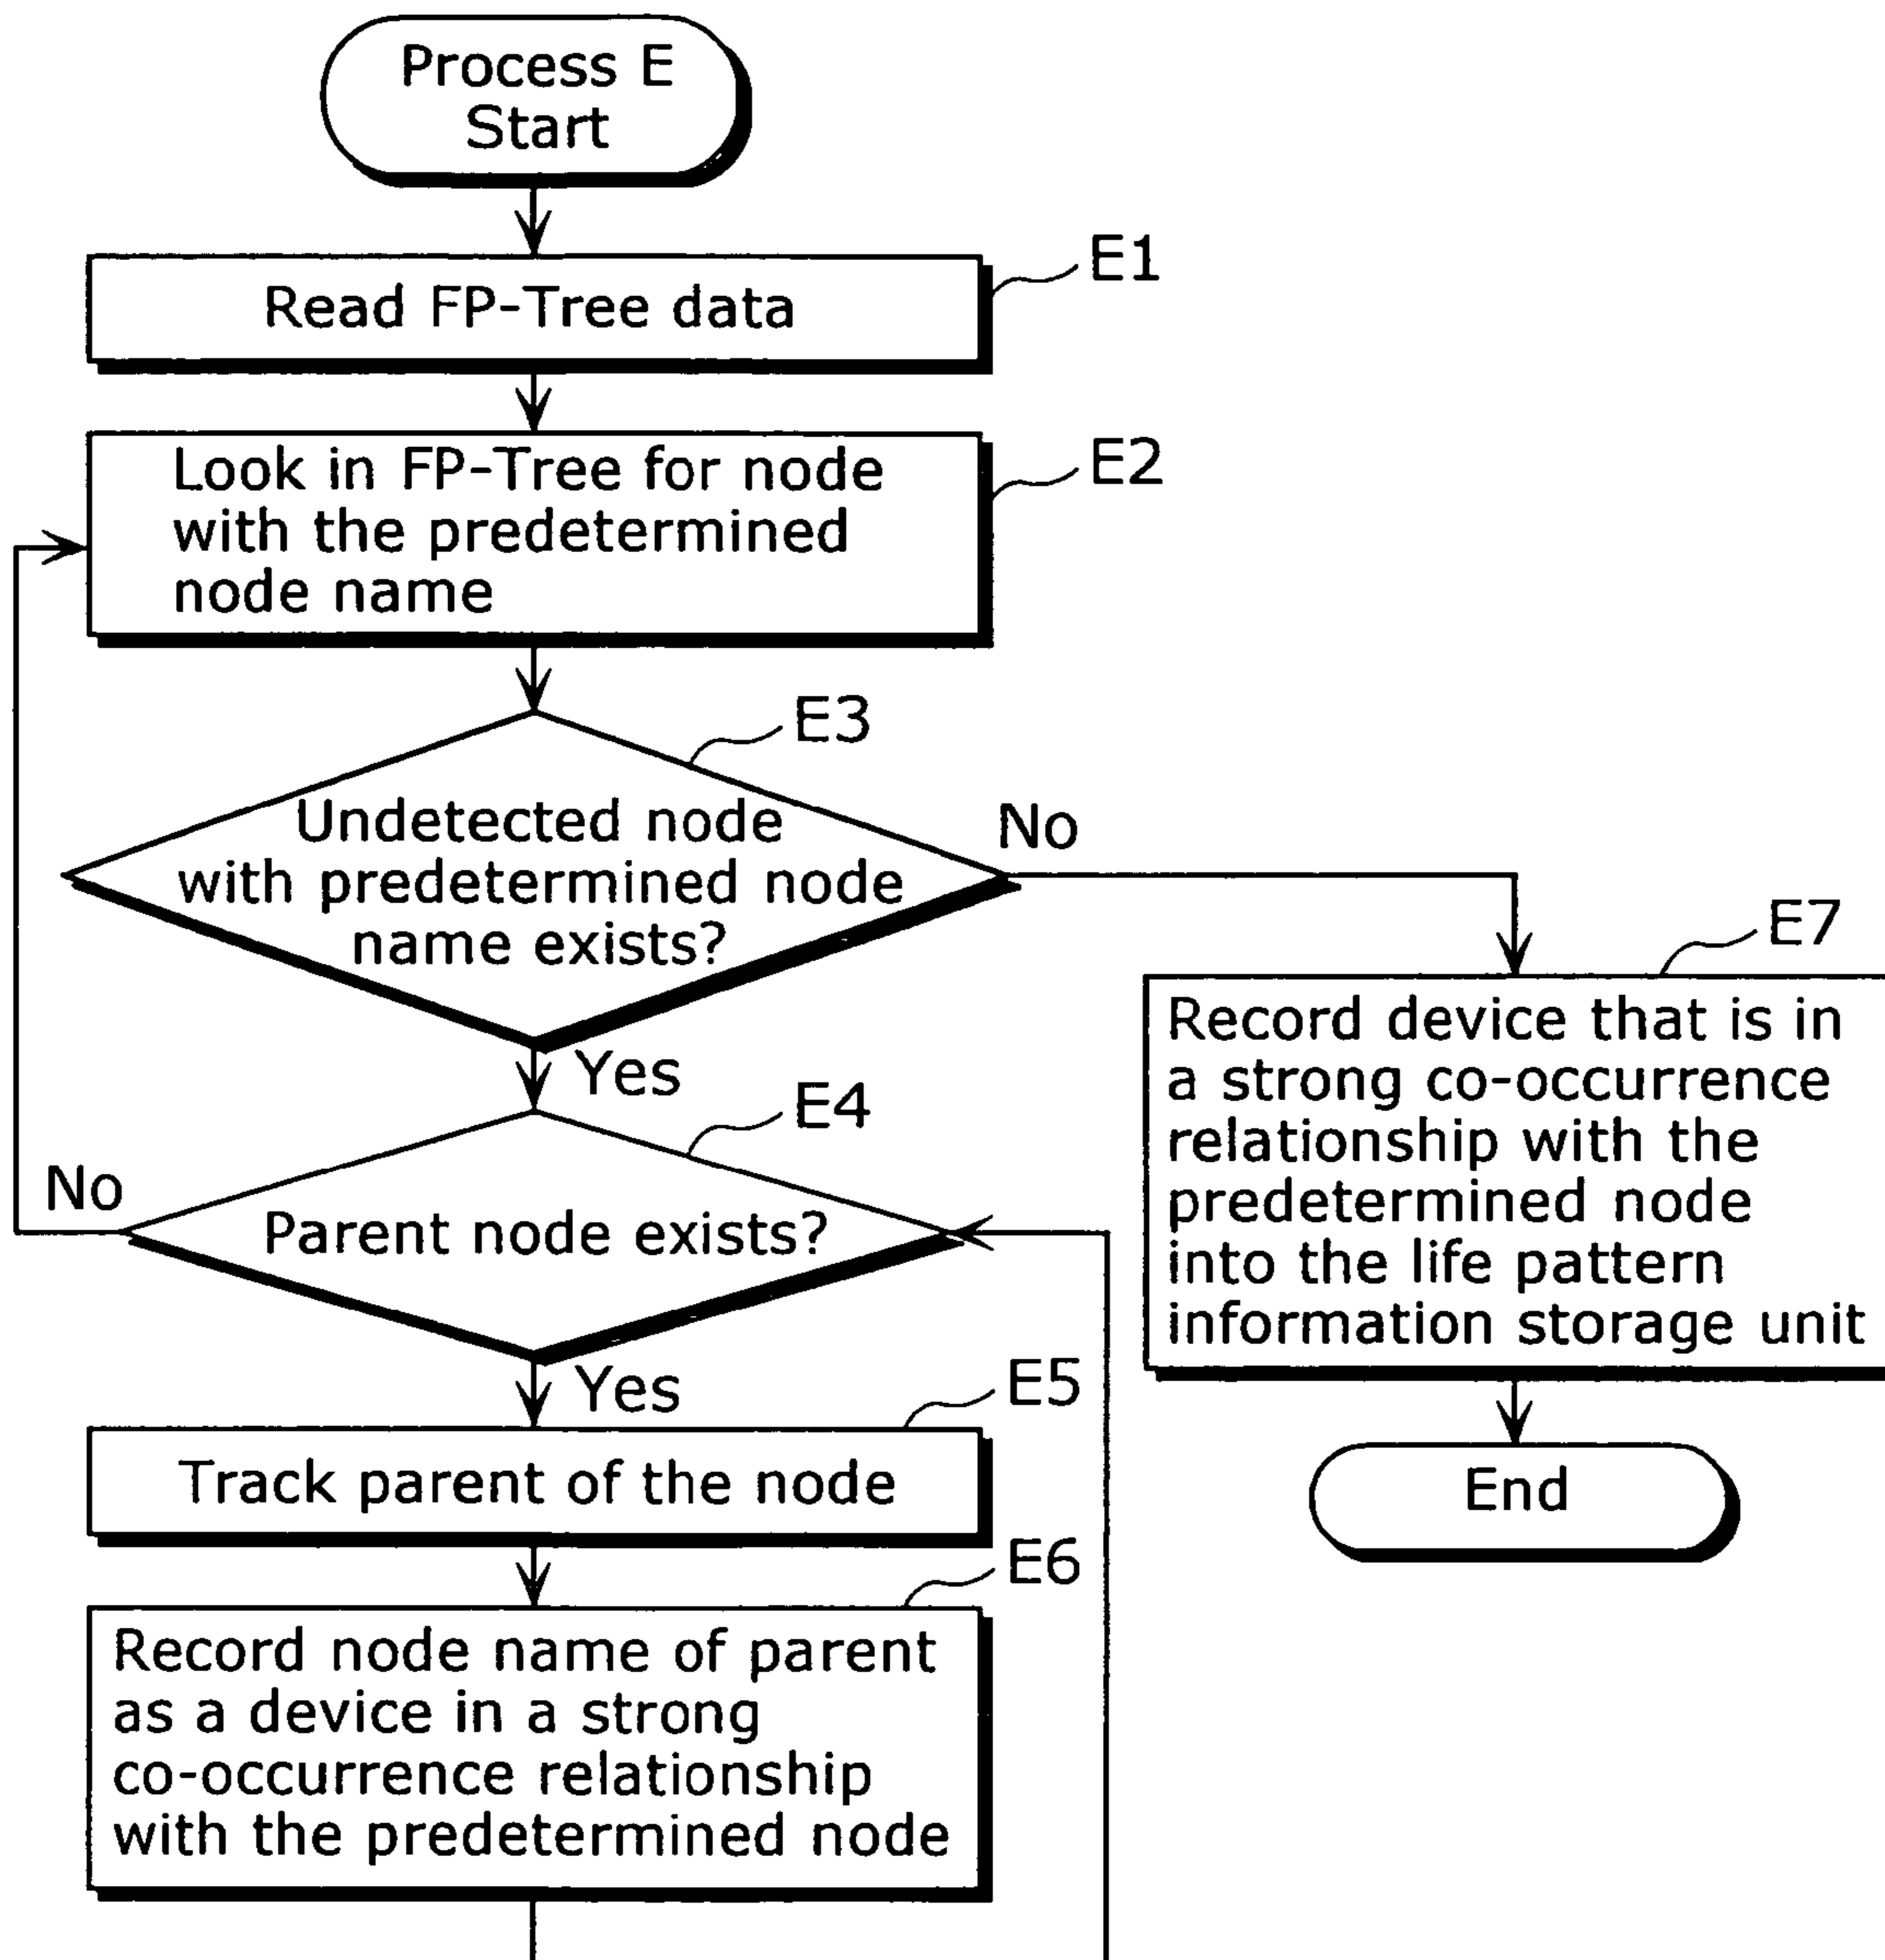 Process E
Start
E1
Read FP-Tree data
E2
Look in FP-Tree for node
with the predetermined
node name
E3
Undetected node
with predetermined node
name exists?
No
Yes
E4
No
Parent node exists?
Yes
E5
Track parent of the node
E6
Record node name of parent
as a device in a strong
co-occurrence relationship
with the predetermined node
E7
Record device that is in
a strong co-occurrence
relationship with the
predetermined node
into the life pattern
information storage unit
End